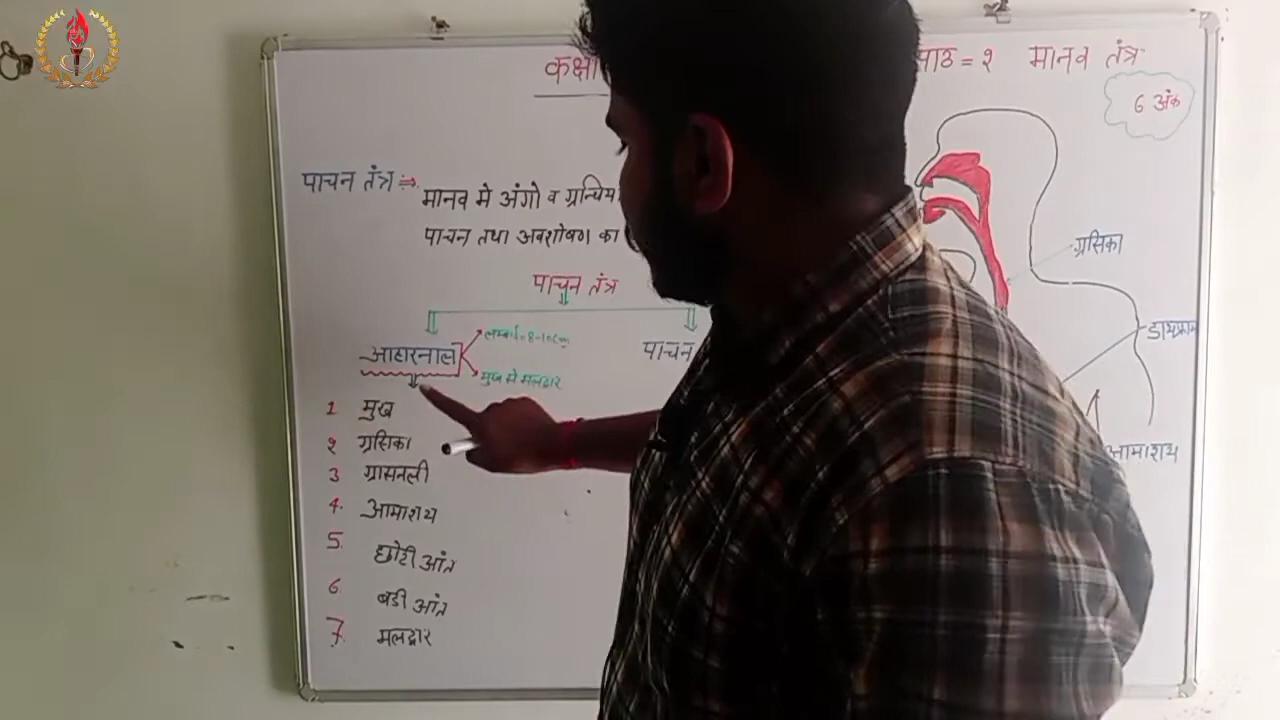 कक्षा
पाठ = २ मानव तंत्र
6 अंक
पाचन तंत्र ⇒
मानव मे अंगो व ग्रन्थिय
पाचन तथा अवशोषण का
पाचन तंत्र
आहारनाल
लम्बाई = 8-10cm
मुख से मलद्वार
पाचन
1 मुख
२ ग्रसिका
3 ग्रासनली
4. आमाशय
5. छोटी आंत
6 बडी आंत
7. मलद्वार
ग्रसिका
डायफ्राम
आमाशय